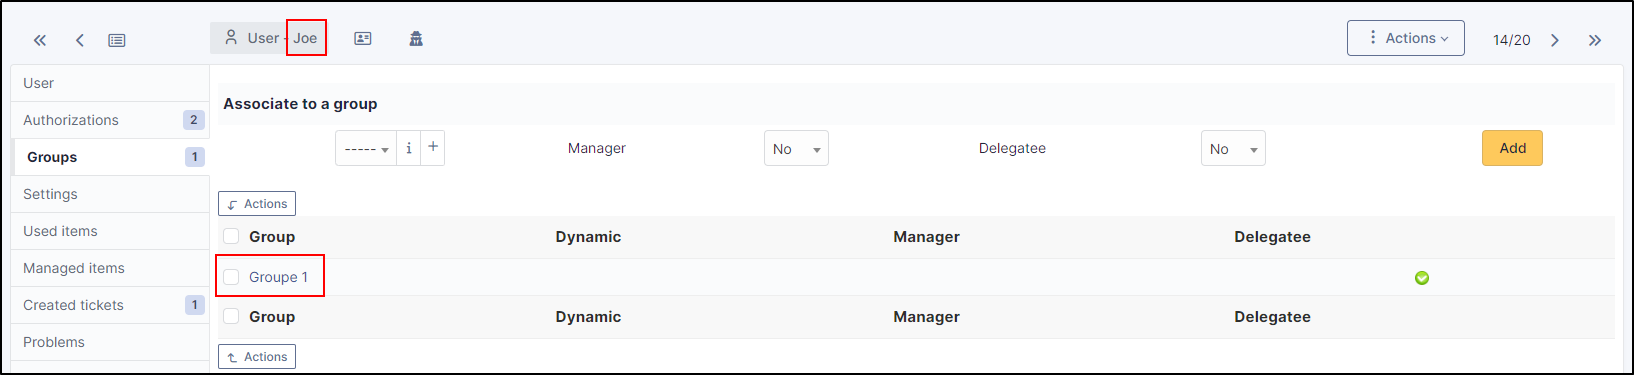 User - Joe
Actions
14/20
User
Authorizations 2
Groups 1
Settings
Used items
Managed items
Created tickets 1
Problems
Associate to a group
----- i + Manager No Delegatee No Add
Actions
Group Dynamic Manager Delegatee
Groupe 1
Group Dynamic Manager Delegatee
Actions